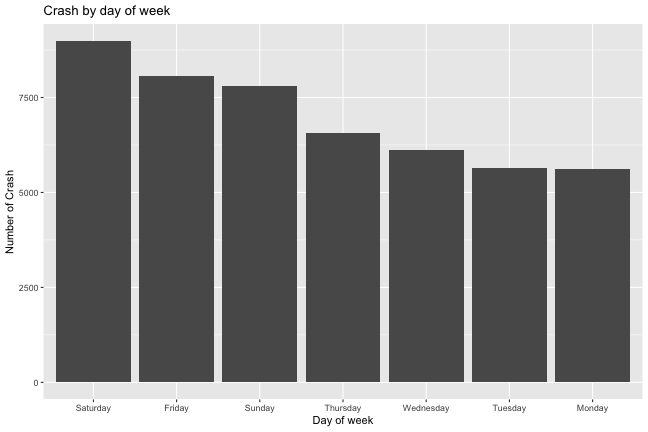 Crash by day of week
Number of Crash
7500
5000
2500
0
Saturday Friday Sunday Thursday Wednesday Tuesday Monday
Day of week